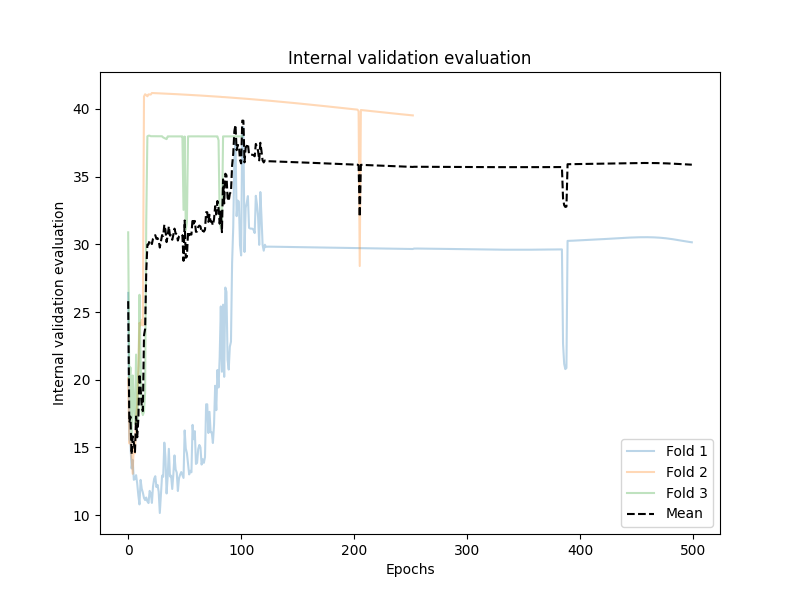 Internal validation evaluation
Internal validation evaluation
40
35
30
25
20
15
10
0 100 200 300 400 500
Epochs
Fold 1
Fold 2
Fold 3
Mean